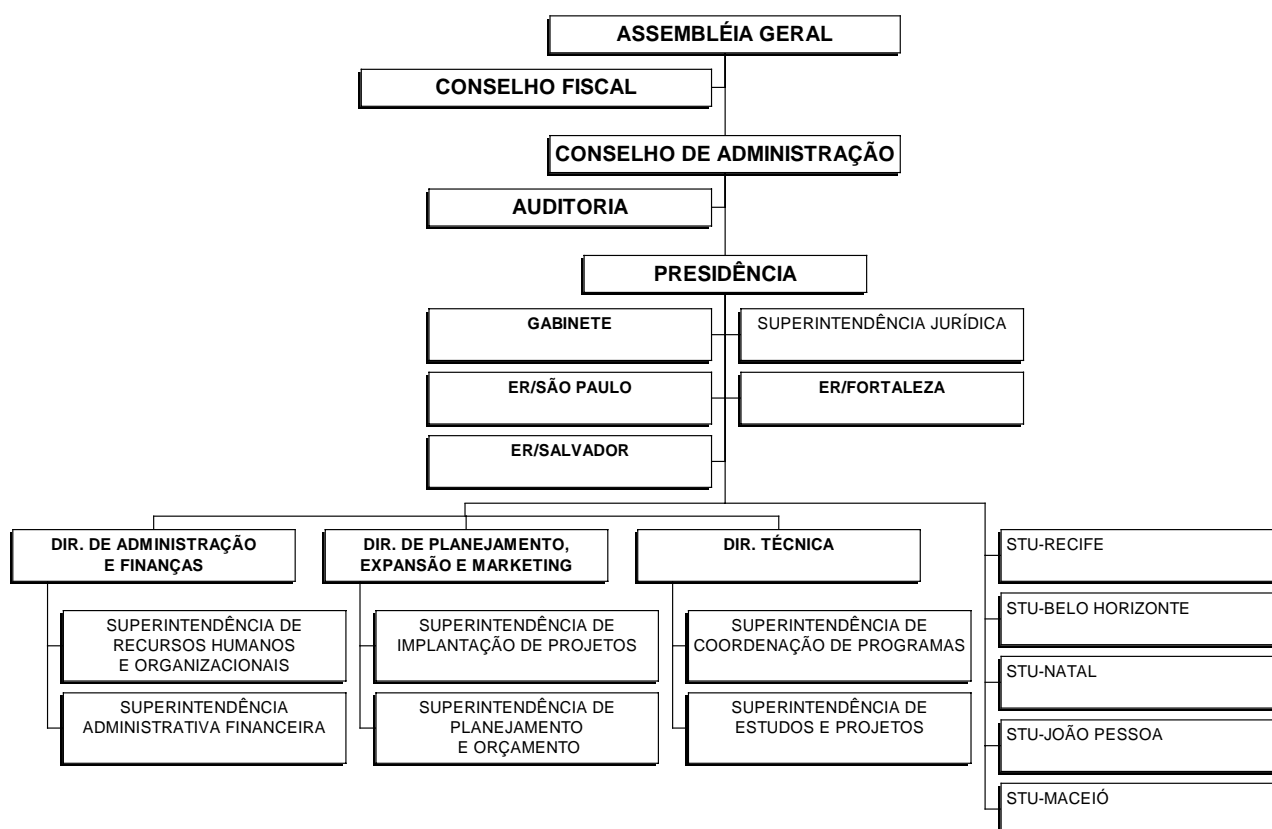 ASSEMBLÉIA GERAL
CONSELHO FISCAL
CONSELHO DE ADMINISTRAÇÃO
AUDITORIA
PRESIDÊNCIA
GABINETE
SUPERINTENDÊNCIA JURÍDICA
ER/SÃO PAULO
ER/FORTALEZA
ER/SALVADOR
DIR. DE ADMINISTRAÇÃO
E FINANÇAS
SUPERINTENDÊNCIA DE
RECURSOS HUMANOS
E ORGANIZACIONAIS
SUPERINTENDÊNCIA
ADMINISTRATIVA FINANCEIRA
DIR. DE PLANEJAMENTO,
EXPANSÃO E MARKETING
SUPERINTENDÊNCIA DE
IMPLANTAÇÃO DE PROJETOS
SUPERINTENDÊNCIA DE
PLANEJAMENTO
E ORÇAMENTO
DIR. TÉCNICA
SUPERINTENDÊNCIA DE
COORDENAÇÃO DE PROGRAMAS
SUPERINTENDÊNCIA DE
ESTUDOS E PROJETOS
STU-RECIFE
STU-BELO HORIZONTE
STU-NATAL
STU-JOÃO PESSOA
STU-MACEIÓ